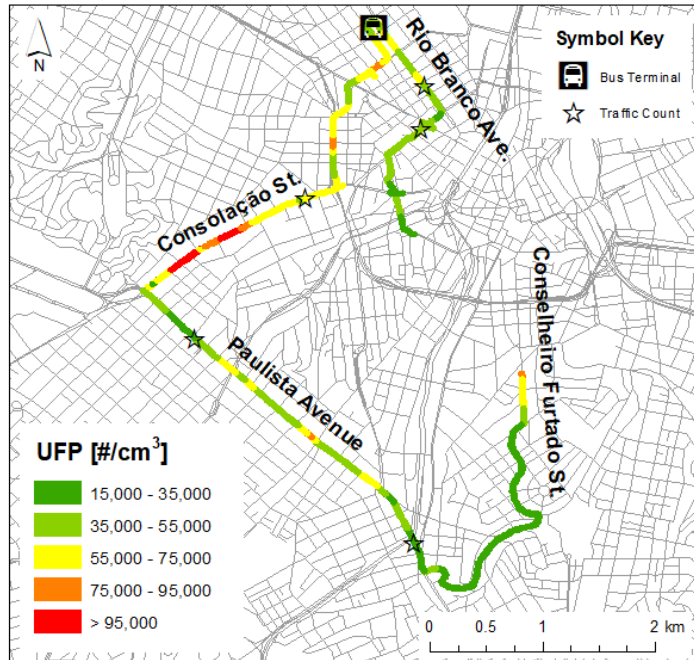 N
Rio Branco Ave.
Symbol Key
Bus Terminal
Traffic Count
Consolação St.
Conselheiro Furtado St.
Paulista Avenue
UFP [#/cm³]
15,000 - 35,000
35,000 - 55,000
55,000 - 75,000
75,000 - 95,000
> 95,000
0 0.5 1 2 km